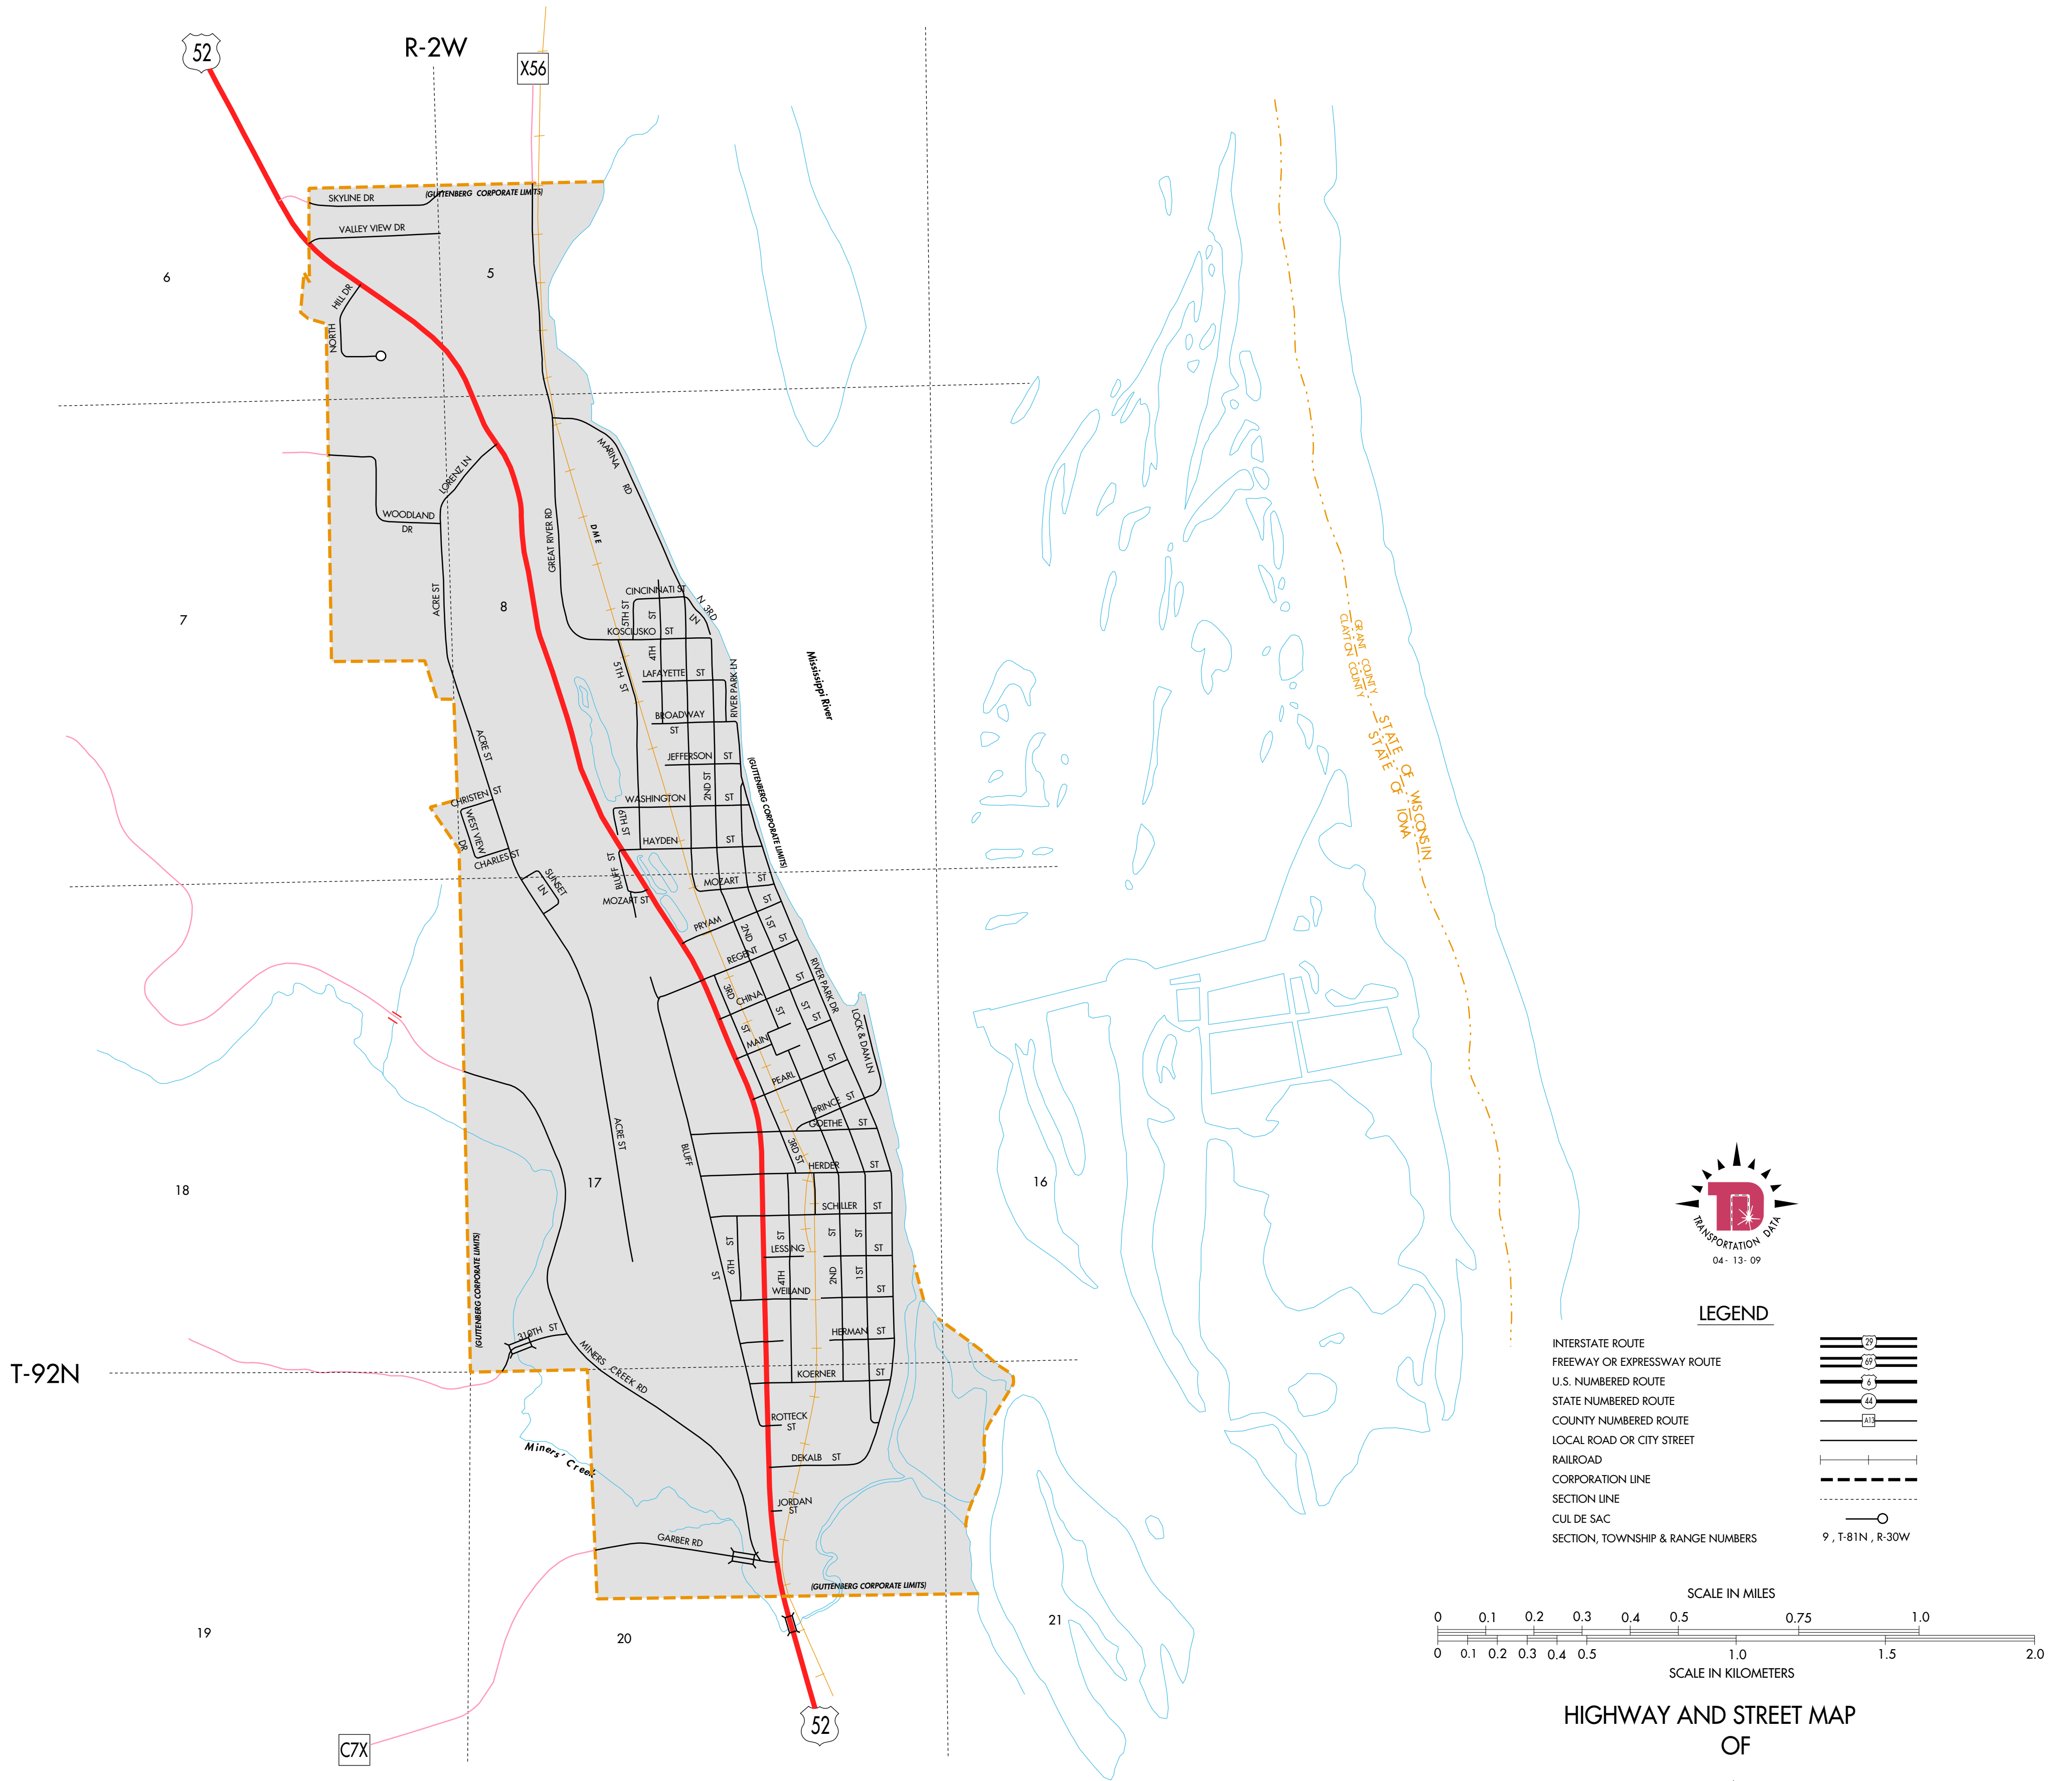 52
R-2W
X56
(GUTTENBERG CORPORATE LIMITS)
SKYLINE DR
VALLEY VIEW DR
6
5
HILL DR
NORTH
MARINA
RD
LORENZ LN
WOODLAND
DR
GREAT RIVER RD
DME
ACRE ST
7
8
CINCINNATI ST
N 3RD
LN
5TH ST
ST
4TH
KOSCIUSKO ST
5TH ST
LAFAYETTE ST
RIVER PARK LN
Mississippi River
BROADWAY
ST
JEFFERSON ST
2ND ST
(GUTTENBERG CORPORATE LIMITS)
ACRE ST
CHRISTEN ST
WEST VIEW
DR
CHARLES ST
WASHINGTON ST
6TH ST
HAYDEN ST
BLUFF ST
MOZART ST
MOZART ST
SUNSET
LN
PRYAM ST
2ND
1ST
REGENT ST
RIVER PARK DR
3RD
CHINA ST
ST
ST
ST
MAIN ST
LOCK & DAM LN
PEARL ST
PRINCE ST
GOETHE ST
3RD ST
HERDER ST
ACRE ST
BLUFF
ST
18
17
16
SCHILLER ST
6TH ST
4TH ST
2ND ST
1ST ST
LESSING ST
WEILAND ST
HERMAN ST
KOERNER ST
ROTTECK
ST
DEKALB ST
JORDAN
ST
(GUTTENBERG CORPORATE LIMITS)
310TH ST
MINERS CREEK RD
T-92N
Miners' Creek
GARBER RD
(GUTTENBERG CORPORATE LIMITS)
19
20
21
C7X
52
GRANT COUNTY
CLAYTON COUNTY
STATE OF WISCONSIN
STATE OF IOWA
TRANSPORTATION DATA
04- 13- 09
LEGEND
INTERSTATE ROUTE 29
FREEWAY OR EXPRESSWAY ROUTE 69
U.S. NUMBERED ROUTE 6
STATE NUMBERED ROUTE 44
COUNTY NUMBERED ROUTE A13
LOCAL ROAD OR CITY STREET
RAILROAD
CORPORATION LINE
SECTION LINE
CUL DE SAC
SECTION, TOWNSHIP & RANGE NUMBERS 9 , T-81N , R-30W
SCALE IN MILES
0 0.1 0.2 0.3 0.4 0.5 0.75 1.0
0 0.1 0.2 0.3 0.4 0.5 1.0 1.5 2.0
SCALE IN KILOMETERS
HIGHWAY AND STREET MAP
OF